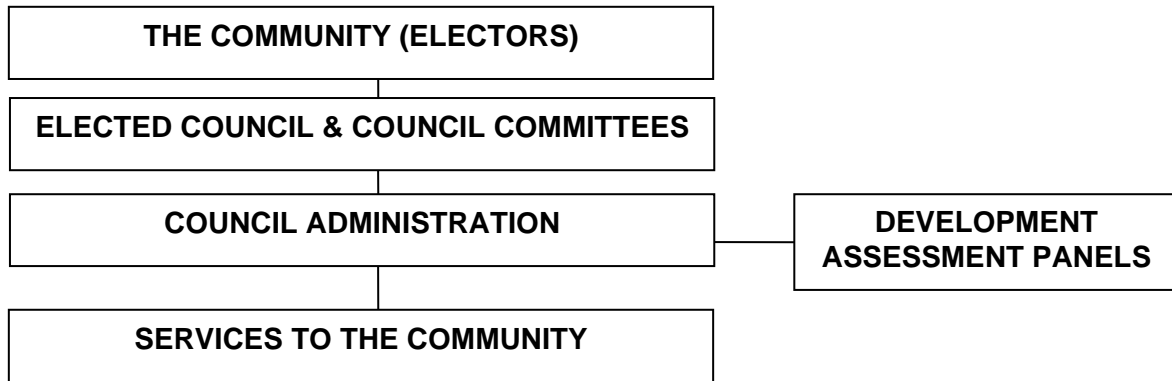 THE COMMUNITY (ELECTORS)
ELECTED COUNCIL & COUNCIL COMMITTEES
COUNCIL ADMINISTRATION
DEVELOPMENT
ASSESSMENT PANELS
SERVICES TO THE COMMUNITY